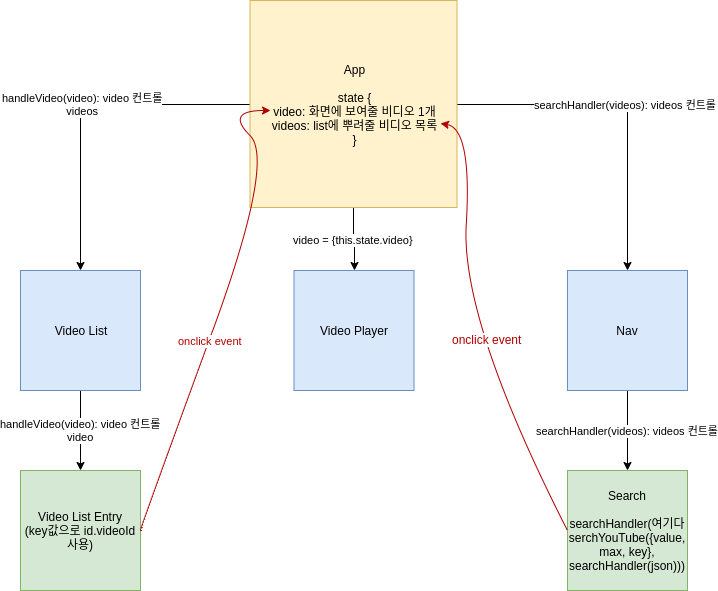 App
state {
video: 화면에 보여줄 비디오 1개
videos: list에 뿌려줄 비디오 목록
}
handleVideo(video): video 컨트롤
videos
searchHandler(videos): videos 컨트롤
video = {this.state.video}
Video List
Video Player
Nav
onclick event
onclick event
handleVideo(video): video 컨트롤
video
searchHandler(videos): videos 컨트롤
Video List Entry
(key값으로 id.videoId
사용)
Search
searchHandler(여기다
serchYouTube({value,
max, key},
searchHandler(json)))